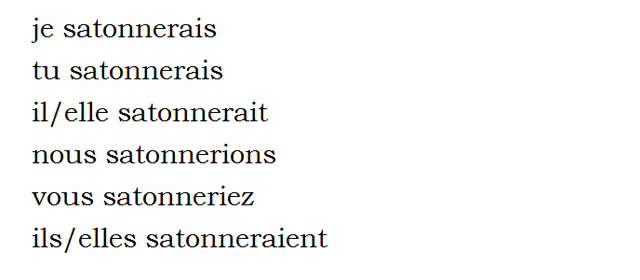 je satonnerais
tu satonnerais
il/elle satonnerait
nous satonnerions
vous satonneriez
ils/elles satonneraient